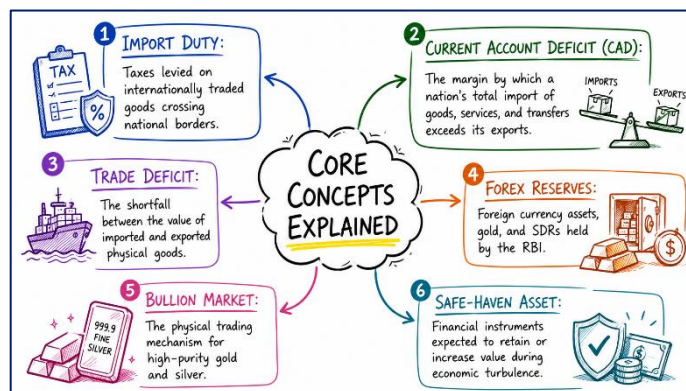 1 IMPORT DUTY:
TAX
%
Taxes levied on
internationally traded
goods crossing
national borders.
2 CURRENT ACCOUNT DEFICIT (CAD):
The margin by which a
nation's total import of
goods, services, and transfers
exceeds its exports.
IMPORTS
EXPORTS
3 TRADE DEFICIT:
The shortfall
between the value of
imported and exported
physical goods.
CORE
CONCEPTS
EXPLAINED
4 FOREX RESERVES:
Foreign currency assets,
gold, and SDRs held
by the RBI.
$
5 BULLION MARKET:
999.9
FINE
SILVER
The physical trading
mechanism for
high-purity gold
and silver.
6 SAFE-HAVEN ASSET:
Financial instruments
expected to retain or
increase value during
economic turbulence.
$